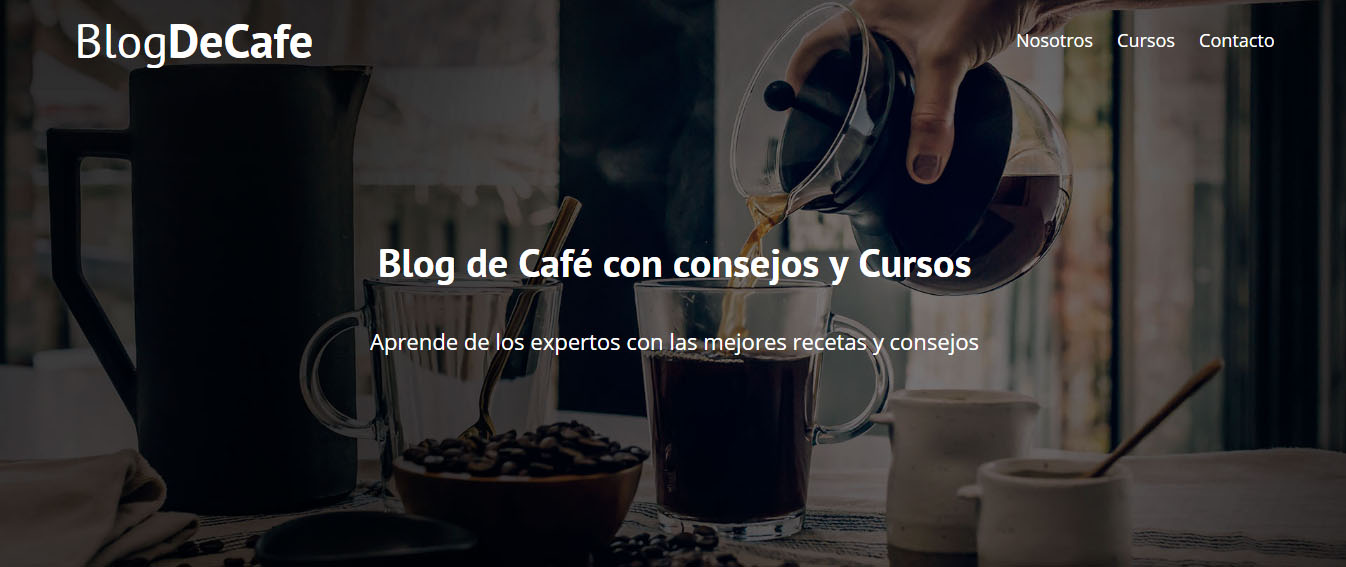 BlogDeCafe
Nosotros Cursos Contacto
Blog de Café con consejos y Cursos
Aprende de los expertos con las mejores recetas y consejos